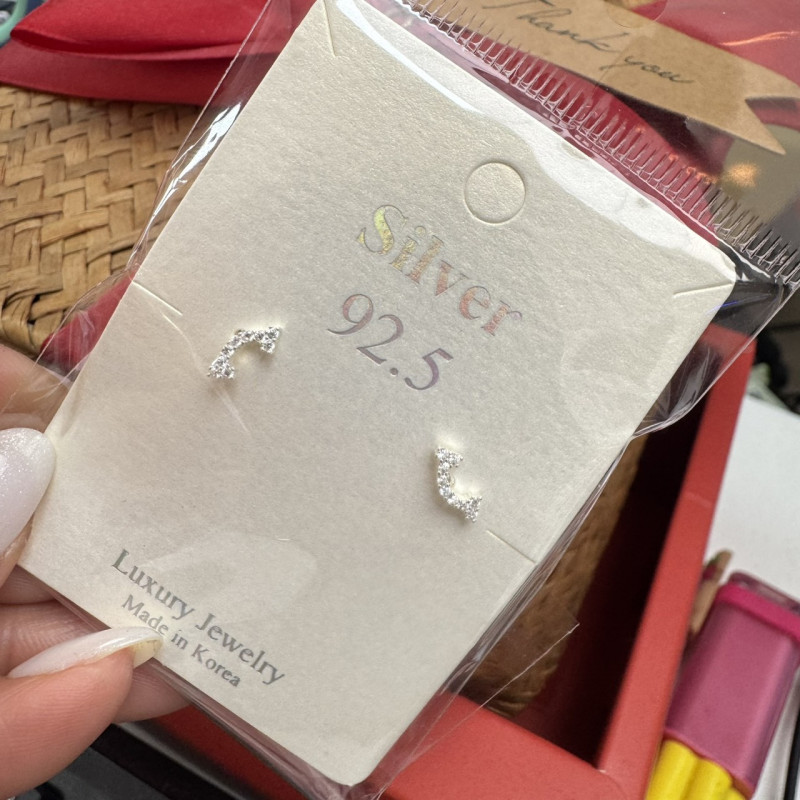 Thank you
Silver
92.5
Luxury Jewelry
Made in Korea